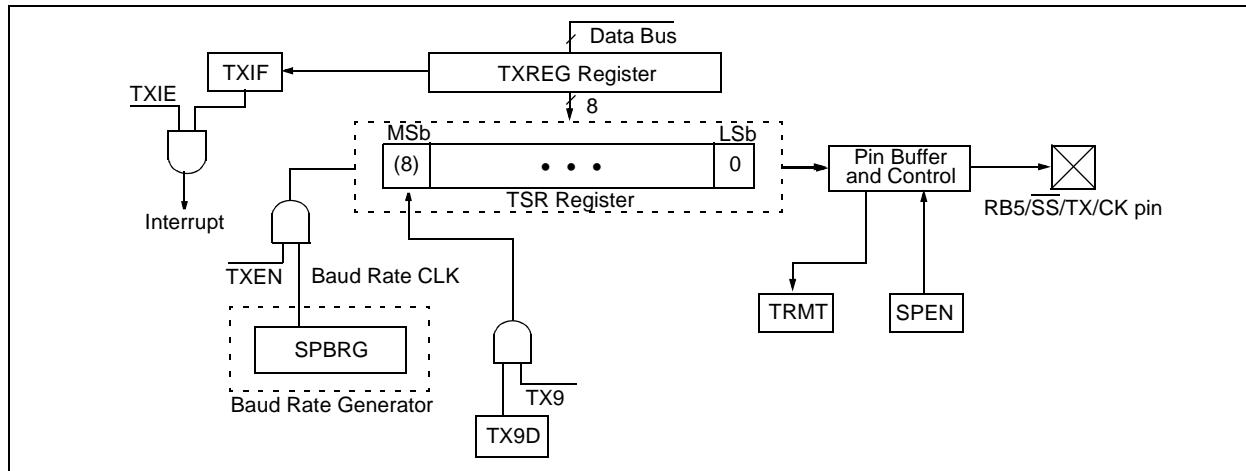 Data Bus
TXIF
TXREG Register
TXIE
8
MSb
LSb
(8)
• • •
0
Pin Buffer
and Control
TSR Register
Interrupt
RB5/SS/TX/CK pin
TXEN
Baud Rate CLK
TRMT
SPEN
SPBRG
TX9
Baud Rate Generator
TX9D